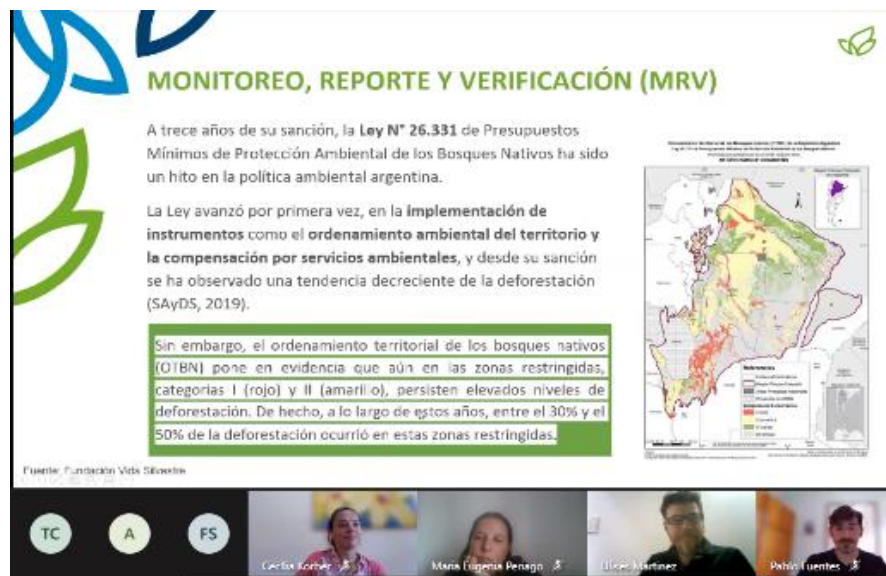 MONITOREO, REPORTE Y VERIFICACIÓN (MRV)
A trece años de su sanción, la Ley N° 26.331 de Presupuestos
Mínimos de Protección Ambiental de los Bosques Nativos ha sido
un hito en la política ambiental argentina.
La Ley avanzó por primera vez, en la implementación de
instrumentos como el ordenamiento ambiental del territorio y
la compensación por servicios ambientales, y desde su sanción
se ha observado una tendencia decreciente de la deforestación
(SAyDS, 2019).
Sin embargo, el ordenamiento territorial de los bosques nativos
(OTBN) pone en evidencia que aún en las zonas restringidas,
categorías I (rojo) y II (amarillo), persisten elevados niveles de
deforestación. De hecho, a lo largo de estos años, entre el 30% y el
50% de la deforestación ocurrió en estas zonas restringidas.
Referencias
Fuente: Fundación Vida Silvestre
TC
A
FS
Cecilia Korber
Maria Eugenia Periago
Ulises Martinez
Pablo Fuentes